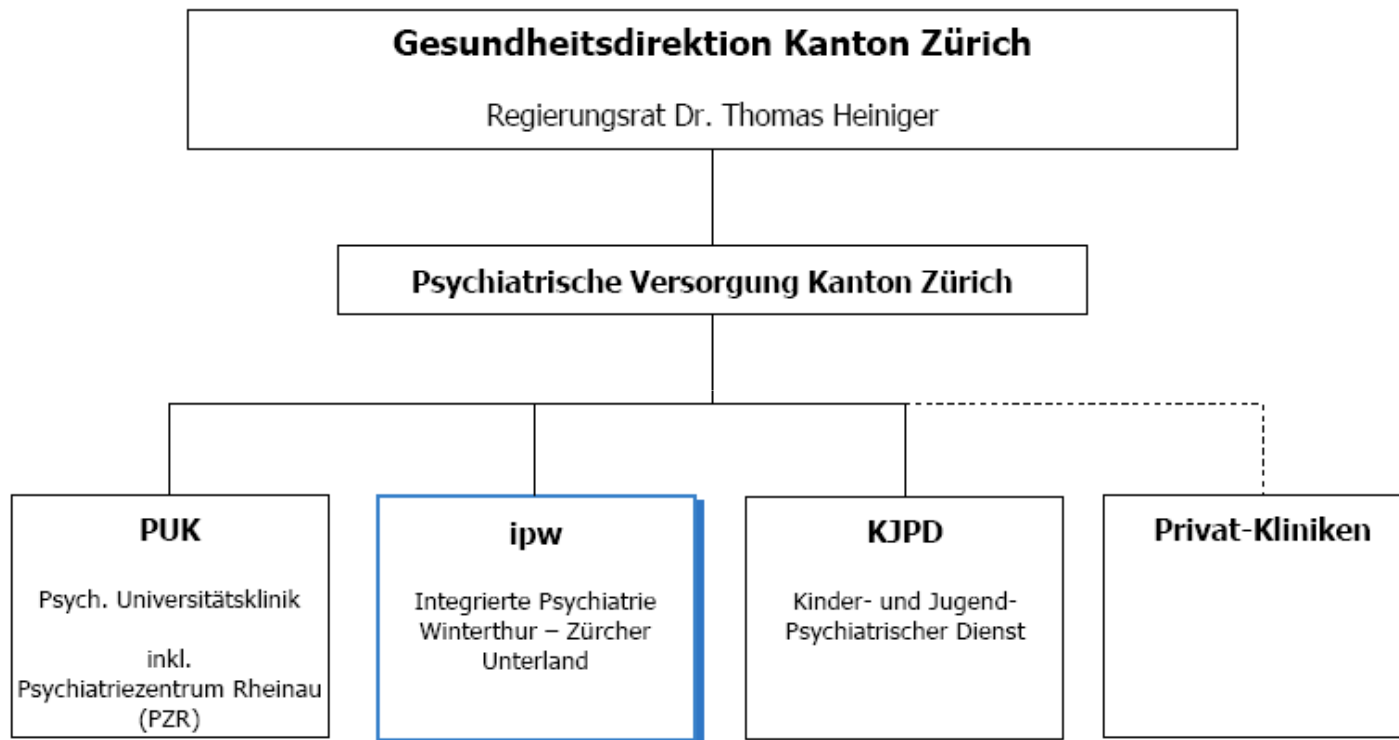 Gesundheitsdirektion Kanton Zürich
Regierungsrat Dr. Thomas Heiniger
Psychiatrische Versorgung Kanton Zürich
PUK
Psych. Universitätsklinik
inkl.
Psychiatriezentrum Rheinau
(PZR)
ipw
Integrierte Psychiatrie
Winterthur – Zürcher
Unterland
KJPD
Kinder- und Jugend-
Psychiatrischer Dienst
Privat-Kliniken